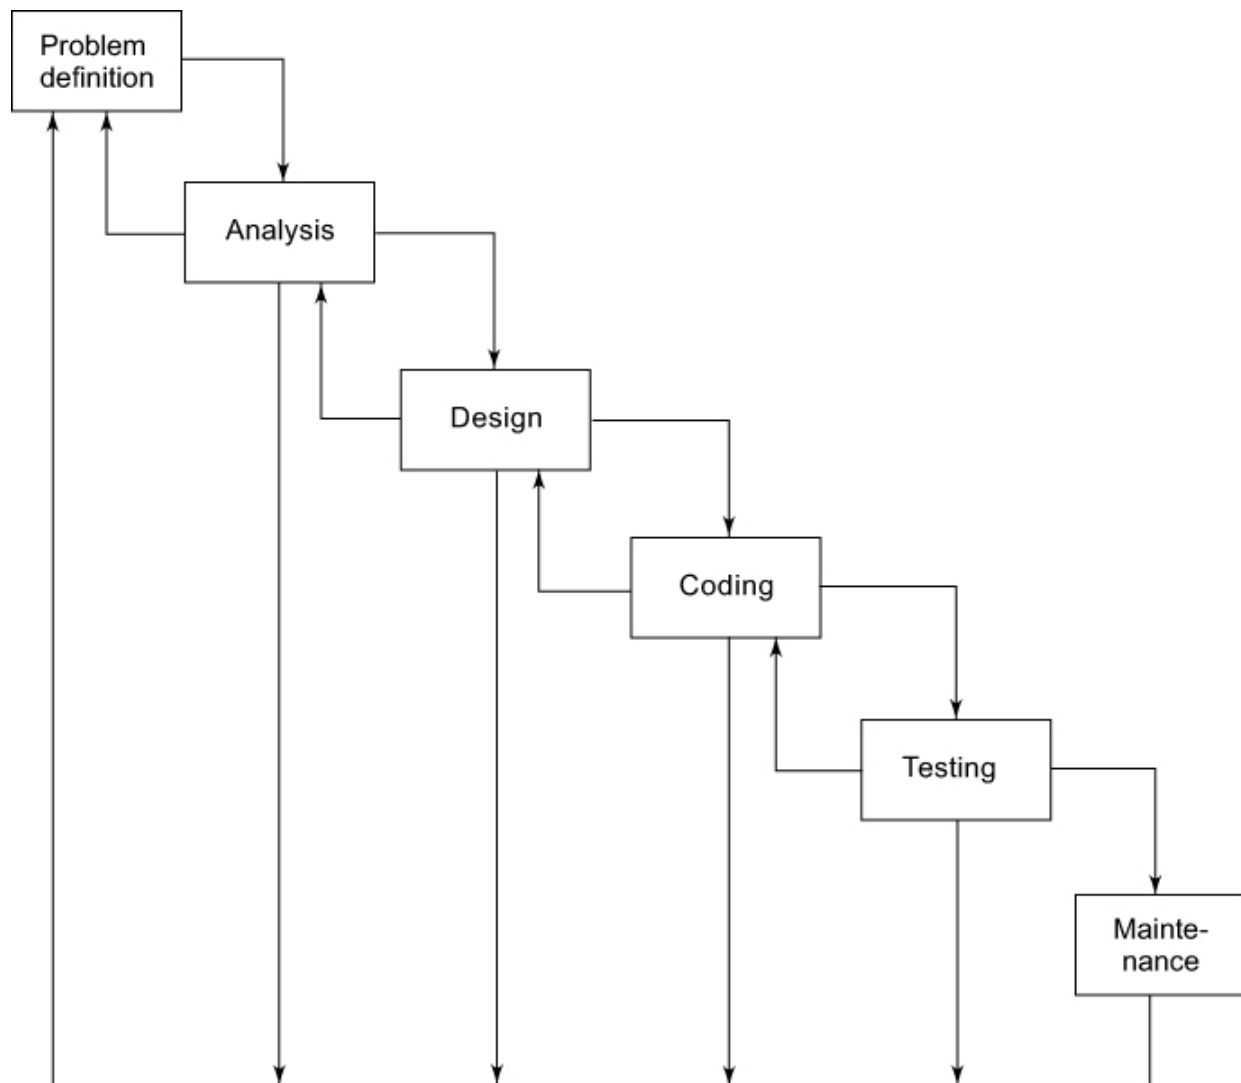 Problem
definition
Analysis
Design
Coding
Testing
Mainte-
nance